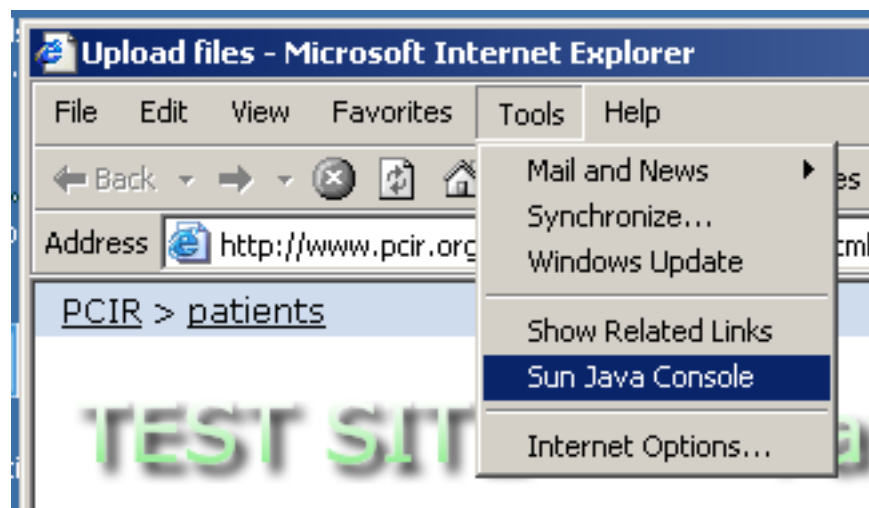 Upload files - Microsoft Internet Explorer
File Edit View Favorites Tools Help
Back
Mail and News
Synchronize...
Windows Update
Address http://www.pcir.org
PCIR > patients
Show Related Links
Sun Java Console
TEST SIT
Internet Options...